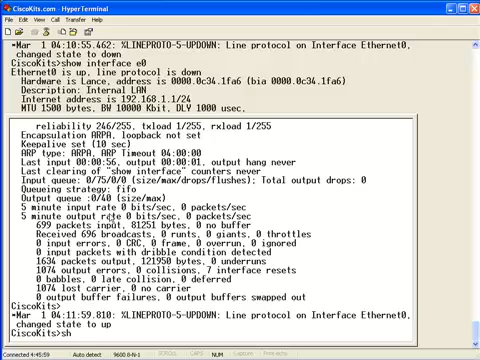 CiscoKits.com - HyperTerminal
File Edit View Call Transfer Help
*Mar 1 04:10:55.462: %LINEPROTO-5-UPDOWN: Line protocol on Interface Ethernet0,
changed state to down
CiscoKits>show interface e0
Ethernet0 is up, line protocol is down
Hardware is Lance, address is 0000.0c34.1fa6 (bia 0000.0c34.1fa6)
Description: Internal LAN
Internet address is 192.168.1.1/24
MTU 1500 bytes, BW 10000 Kbit, DLY 1000 usec,
reliability 246/255, txload 1/255, rxload 1/255
Encapsulation ARPA, loopback not set
Keepalive set (10 sec)
ARP type: ARPA, ARP Timeout 04:00:00
Last input 00:00:56, output 00:00:01, output hang never
Last clearing of "show interface" counters never
Input queue: 0/75/0/0 (size/max/drops/flushes); Total output drops: 0
Queueing strategy: fifo
Output queue :0/40 (size/max)
5 minute input rate 0 bits/sec, 0 packets/sec
5 minute output rate 0 bits/sec, 0 packets/sec
699 packets input, 81251 bytes, 0 no buffer
Received 696 broadcasts, 0 runts, 0 giants, 0 throttles
0 input errors, 0 CRC, 0 frame, 0 overrun, 0 ignored
0 input packets with dribble condition detected
1634 packets output, 121950 bytes, 0 underruns
1074 output errors, 0 collisions, 7 interface resets
0 babbles, 0 late collision, 0 deferred
1074 lost carrier, 0 no carrier
0 output buffer failures, 0 output buffers swapped out
CiscoKits>
*Mar 1 04:11:59.810: %LINEPROTO-5-UPDOWN: Line protocol on Interface Ethernet0,
changed state to up
CiscoKits>sh
Connected 4:45:59 Auto detect 9600 8-N-1 SCROLL CAPS NUM Capture Print echo